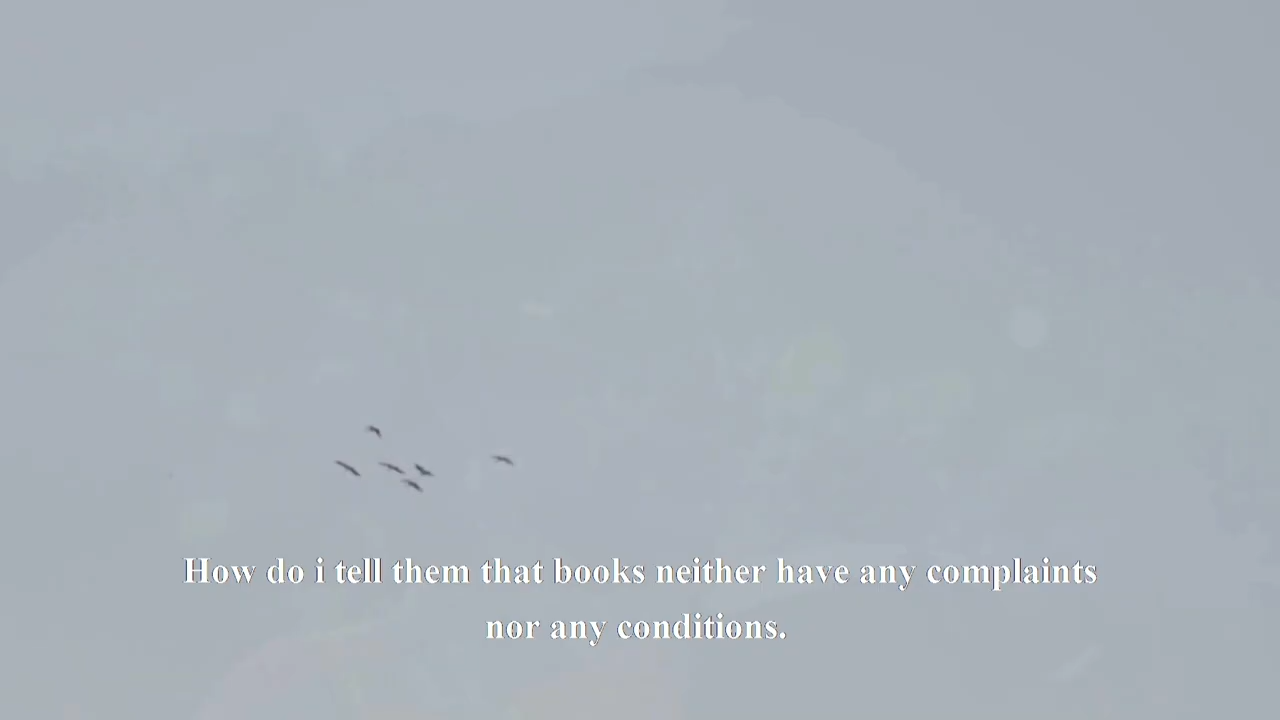 How do i tell them that books neither have any complaints
nor any conditions.